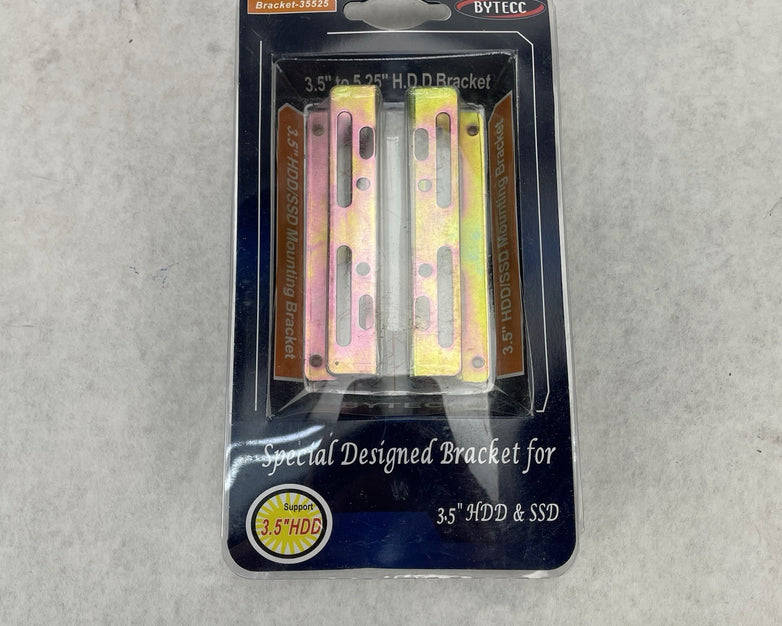 Bracket-35525
BYTECC
3.5" to 5.25" H.D.D Bracket
3.5" HDD/SSD Mounting Bracket
3.5" HDD/SSD Mounting Bracket
BYTECC
Special Designed Bracket for
3.5" HDD & SSD
Support
3.5"HDD